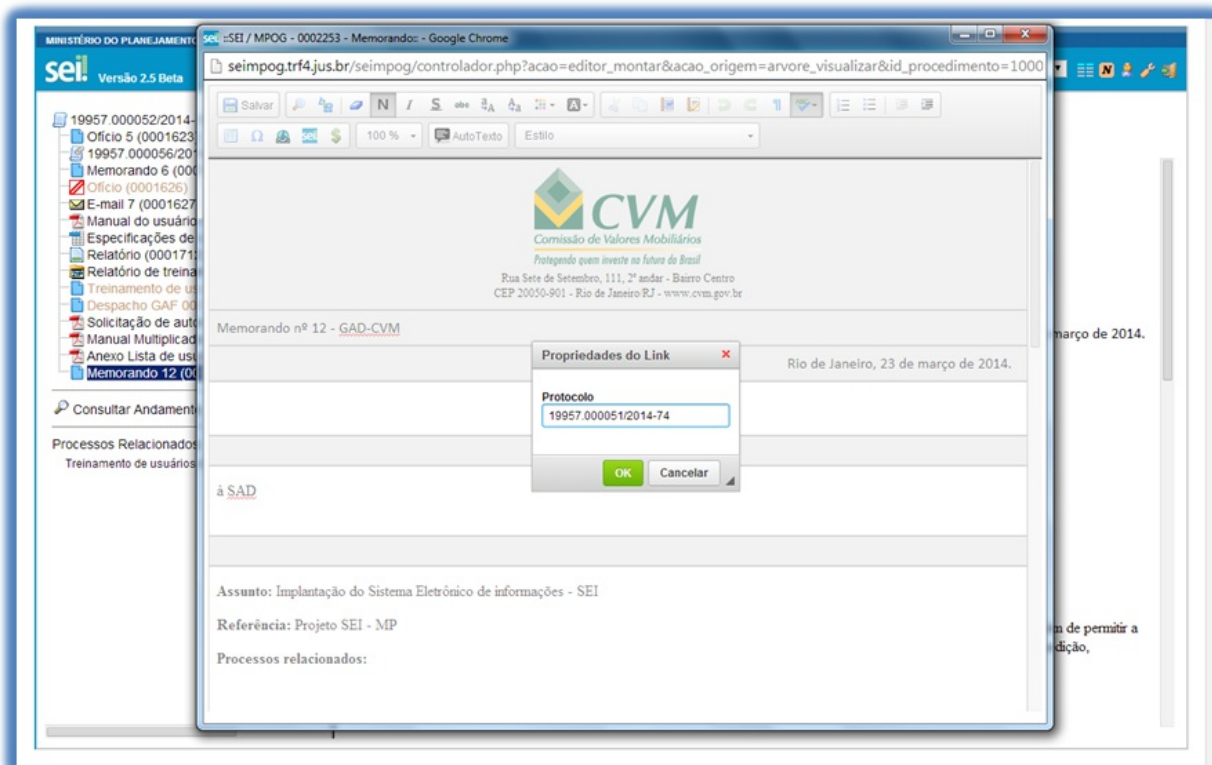 MINISTÉRIO DO PLANEJAMENTO
sei. Versão 2.5 Beta
19957.000052/2014-
Ofício 5 (0001623
19957.000056/201
Memorando 6 (000
Ofício (0001626)
E-mail 7 (0001627
Manual do usuário
Especificações de
Relatório (000171
Relatório de treina
Treinamento de us
Despacho GAF 00
Solicitação de auto
Manual Multiplicad
Anexo Lista de usu
Memorando 12 (00
Consultar Andament
Processos Relacionados
Treinamento de usuários
sei. ::SEI / MPOG - 0002253 - Memorando:: - Google Chrome
seimpog.trf4.jus.br/seimpog/controlador.php?acao=editor_montar&acao_origem=arvore_visualizar&id_procedimento=1000
Salvar N I S abc
100 % AutoTexto Estilo
CVM
Comissão de Valores Mobiliários
Protegendo quem investe no futuro do Brasil
Rua Sete de Setembro, 111, 2º andar - Bairro Centro
CEP 20050-901 - Rio de Janeiro/RJ - www.cvm.gov.br
Memorando nº 12 - GAD-CVM
Rio de Janeiro, 23 de março de 2014.
Propriedades do Link
Protocolo
19957.000051/2014-74
OK Cancelar
à SAD
Assunto: Implantação do Sistema Eletrônico de informações - SEI
Referência: Projeto SEI - MP
Processos relacionados:
março de 2014.
m de permitir a
dição,